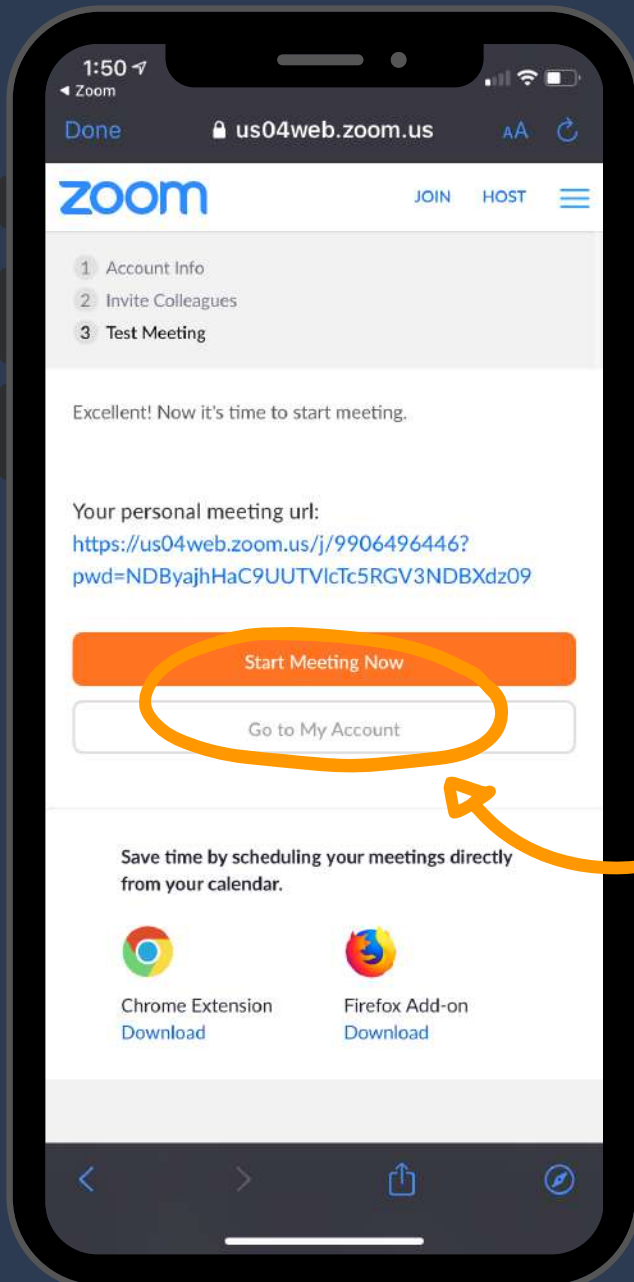 1:50
◀ Zoom
Done us04web.zoom.us AA
zoom JOIN HOST
1 Account Info
2 Invite Colleagues
3 Test Meeting
Excellent! Now it's time to start meeting.
Your personal meeting url:
https://us04web.zoom.us/j/9906496446?
pwd=NDByajhHaC9UUTVlcTc5RGV3NDBXdz09
Start Meeting Now
Go to My Account
Save time by scheduling your meetings directly
from your calendar.
Chrome Extension Firefox Add-on
Download Download